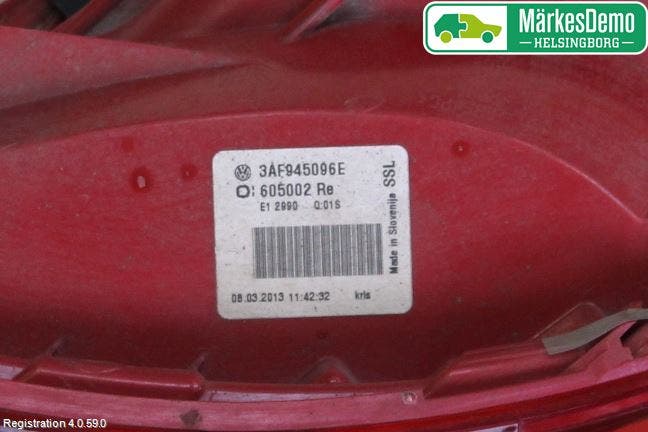 MärkesDemo
HELSINGBORG
3AF945096E
605002 Re
E1 2990 Q:01S
Made in Slovenija SSL
08.03.2013 11:42:32 kris
Registration 4.0.59.0